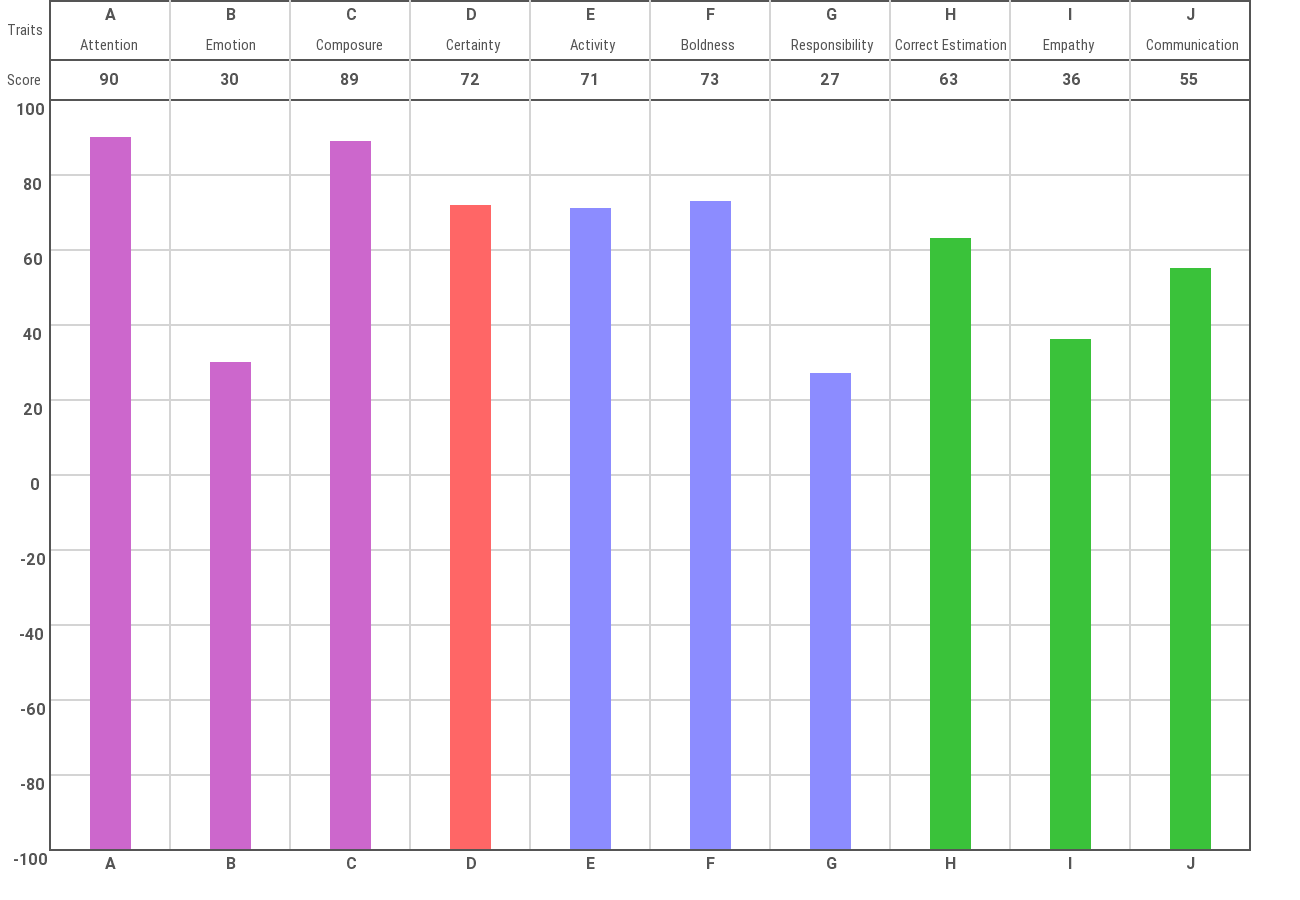 A B C D E F G H I J
Traits
Attention Emotion Composure Certainty Activity Boldness Responsibility Correct Estimation Empathy Communication
Score 90 30 89 72 71 73 27 63 36 55
100
80
60
40
20
0
-20
-40
-60
-80
-100
A B C D E F G H I J